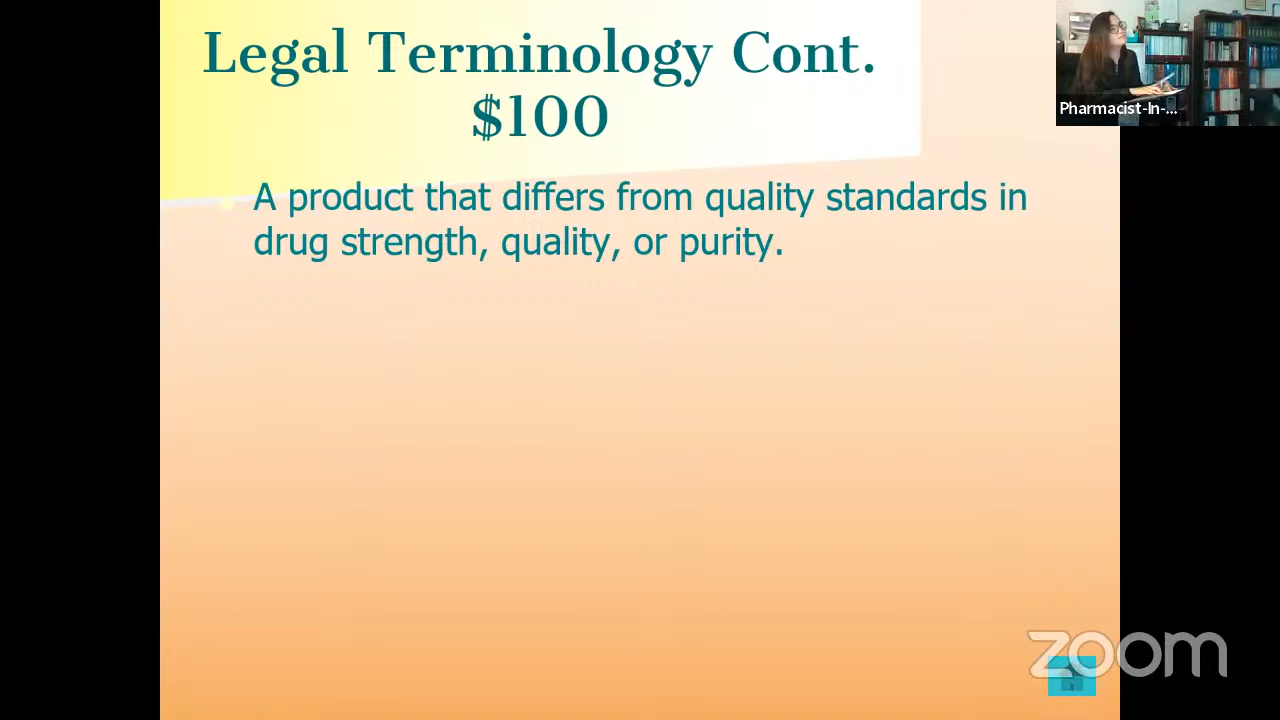 Legal Terminology Cont.
$100
A product that differs from quality standards in
drug strength, quality, or purity.
Pharmacist-In-...
zoom